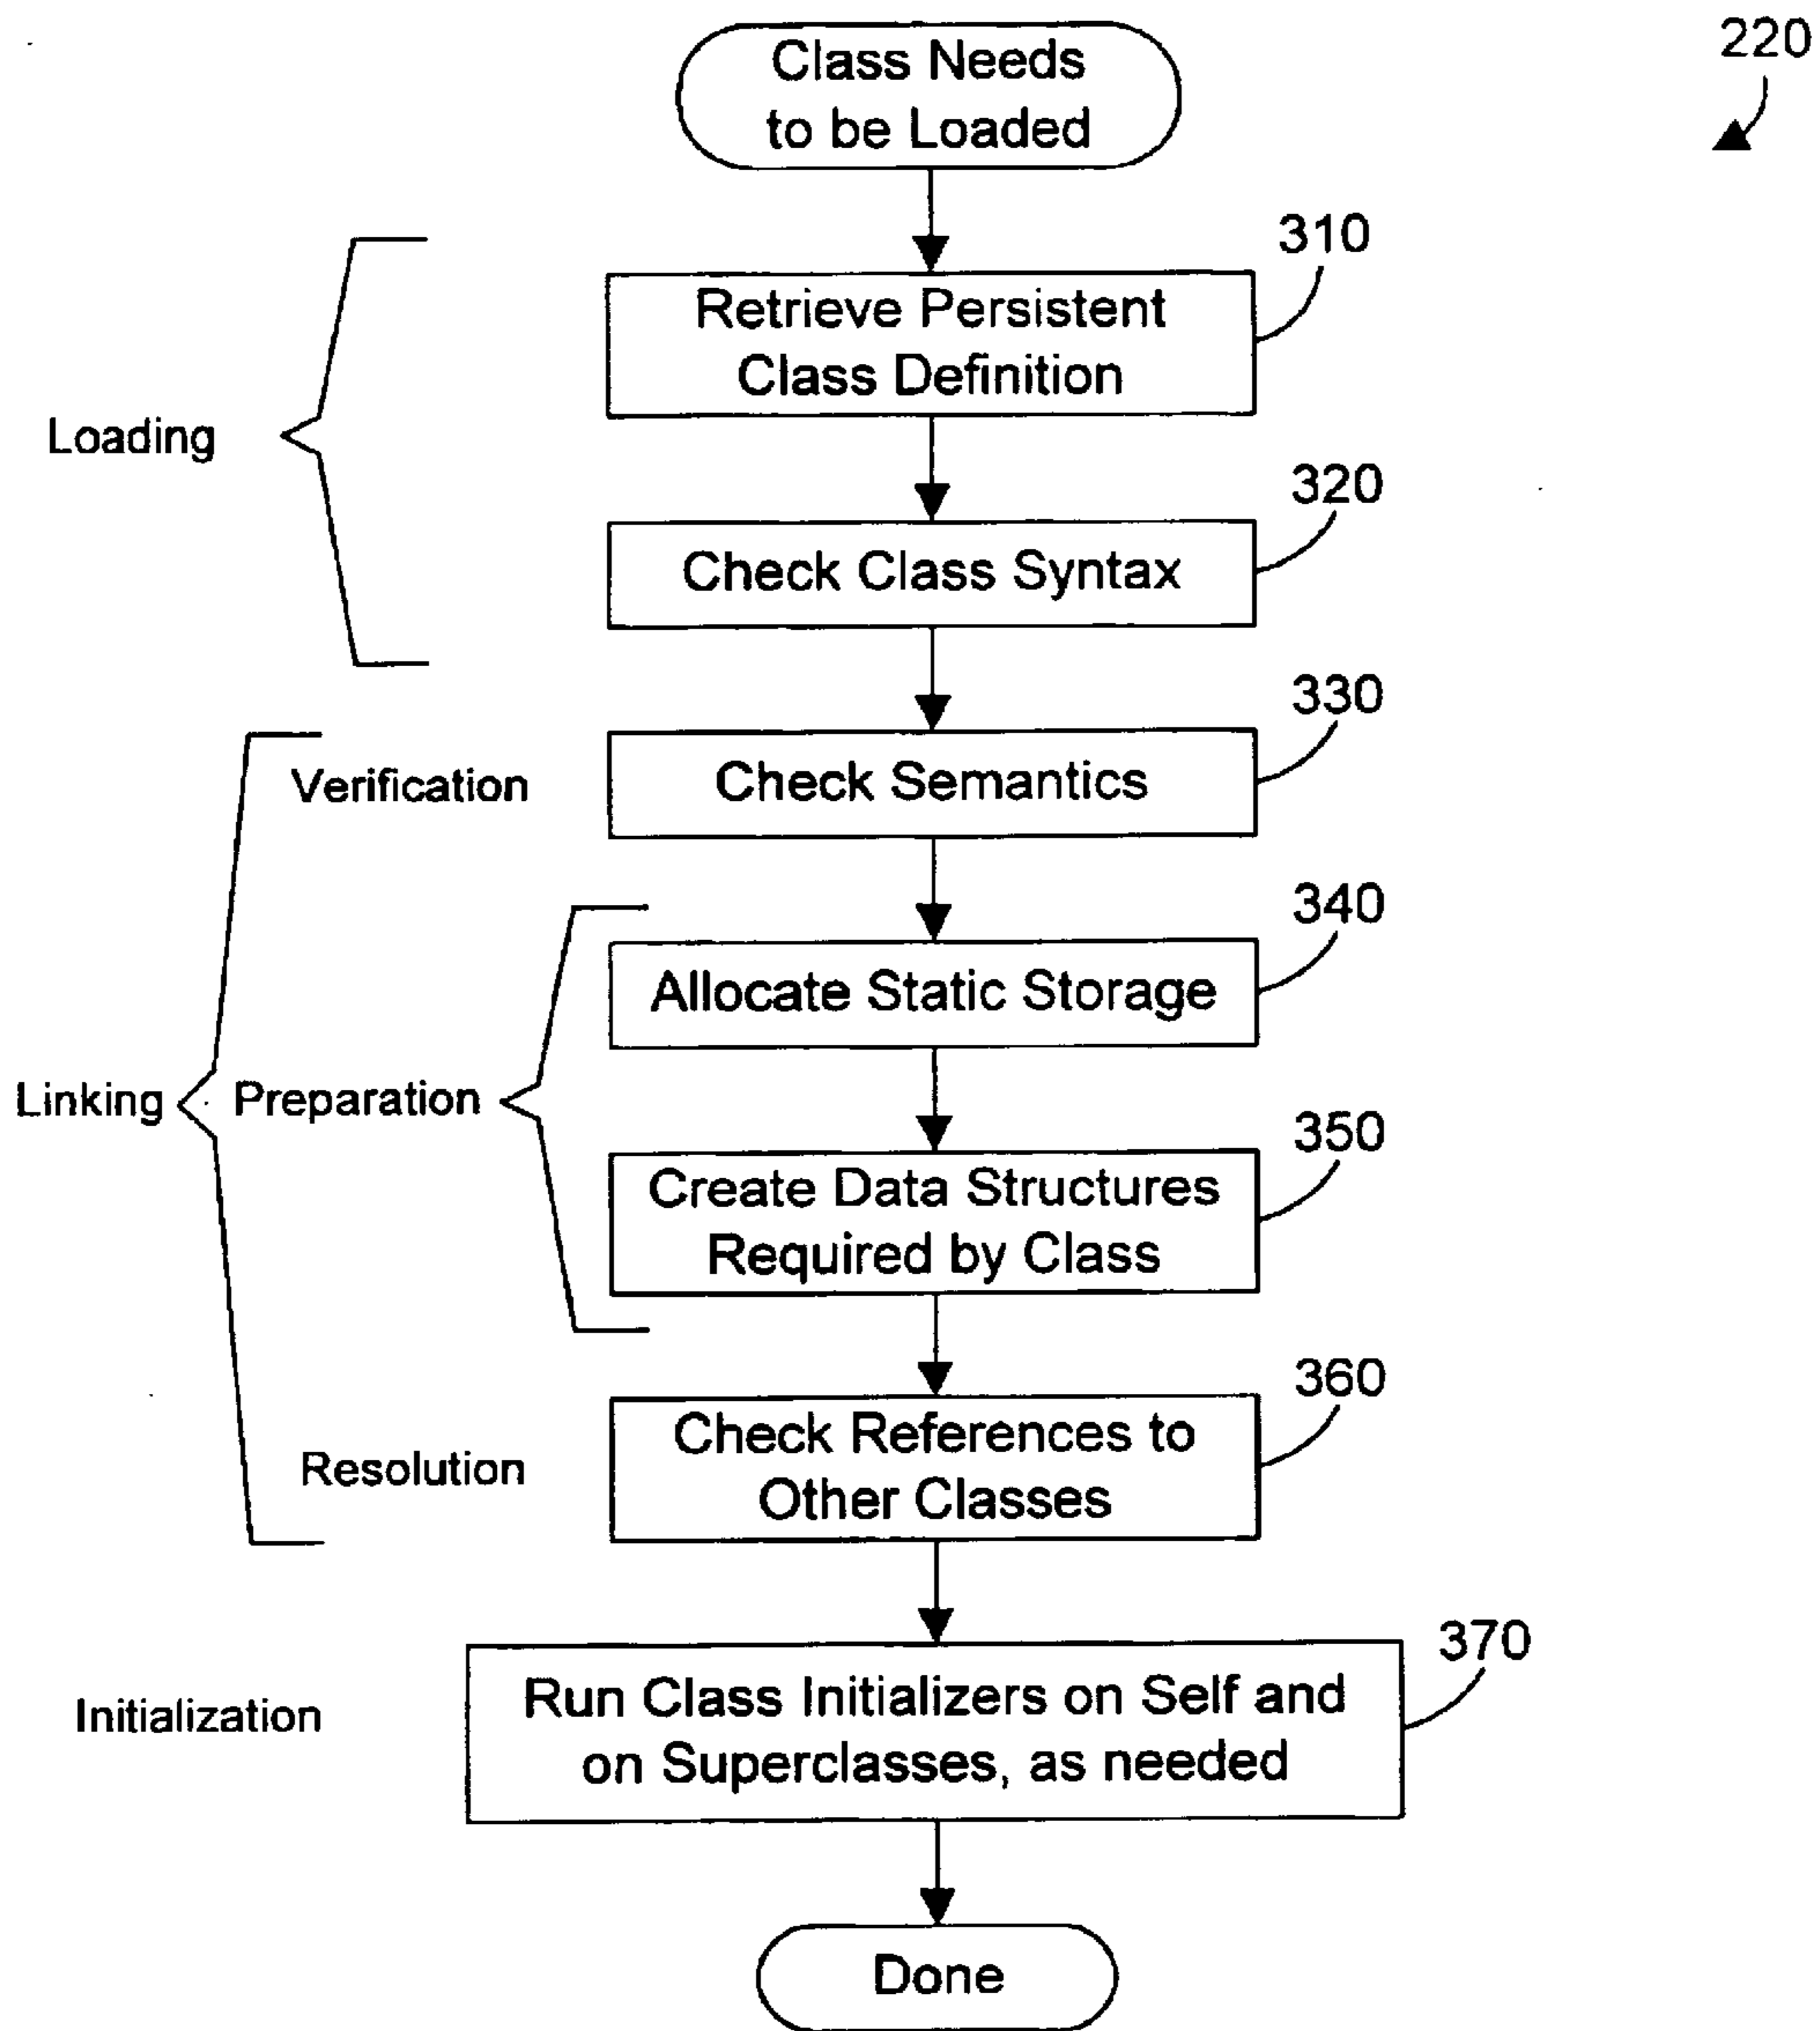 Class Needs
to be Loaded
220
310
Retrieve Persistent
Class Definition
Loading
320
Check Class Syntax
330
Verification
Check Semantics
340
Allocate Static Storage
Linking
Preparation
350
Create Data Structures
Required by Class
360
Check References to
Other Classes
Resolution
370
Run Class Initializers on Self and
on Superclasses, as needed
Initialization
Done